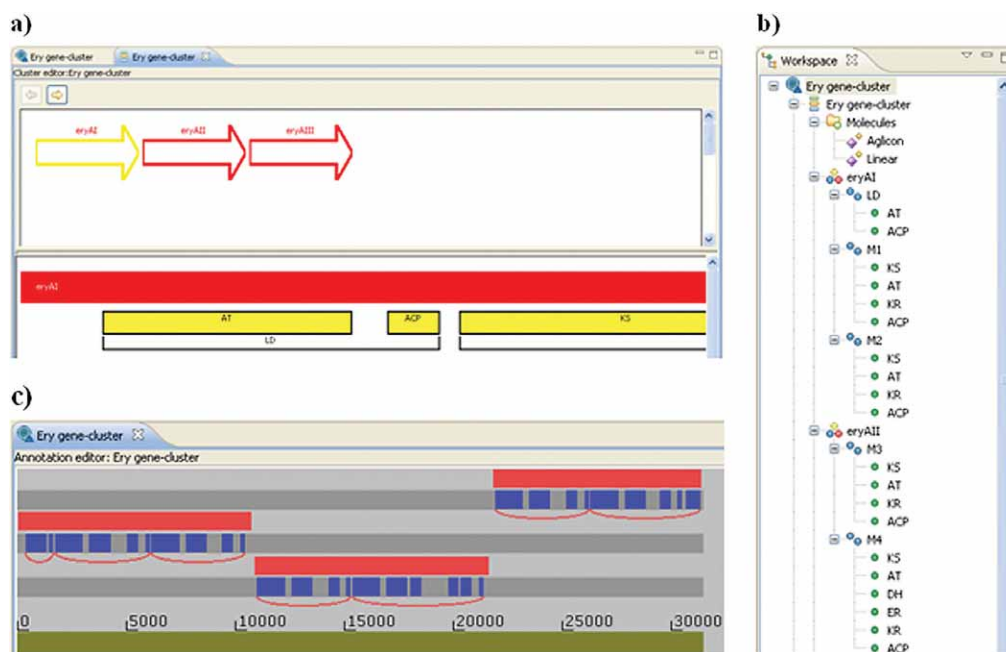 a)
Ery gene-cluster Ery gene-cluster
Cluster editor:Ery gene-cluster
eryAI eryAII eryAIII
eryAI
AT ACP KS
LD
c)
Ery gene-cluster
Annotation editor: Ery gene-cluster
0 5000 10000 15000 20000 25000 30000
b)
Workspace
Ery gene-cluster
Ery gene-cluster
Molecules
Aglicon
Linear
eryAI
LD
AT
ACP
M1
KS
AT
KR
ACP
M2
KS
AT
KR
ACP
eryAII
M3
KS
AT
KR
ACP
M4
KS
AT
DH
ER
KR
ACP